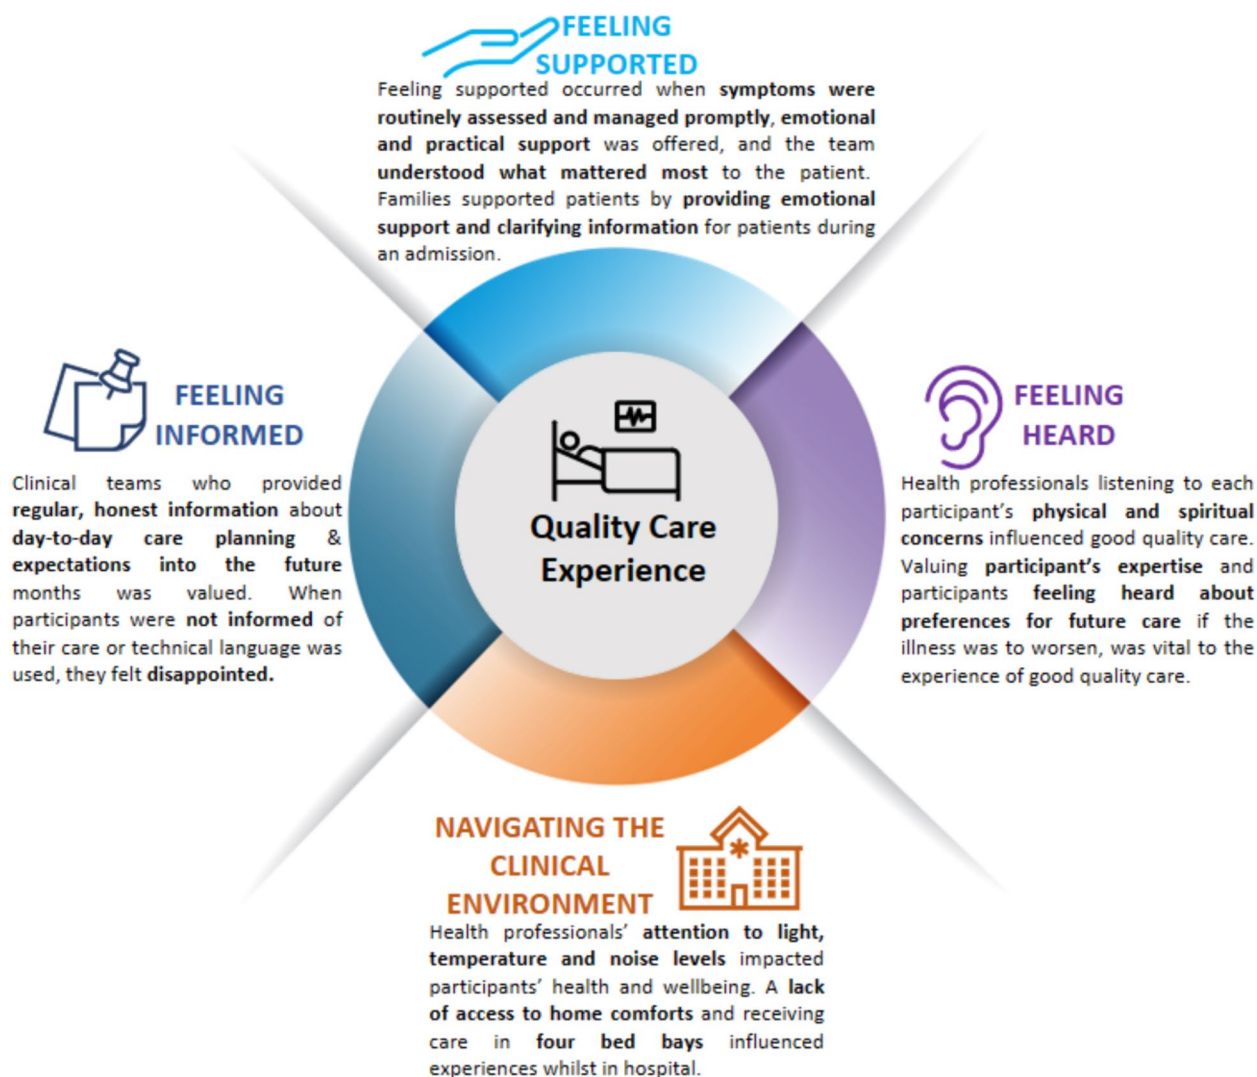 FEELING
SUPPORTED
Feeling supported occurred when symptoms were
routinely assessed and managed promptly, emotional
and practical support was offered, and the team
understood what mattered most to the patient.
Families supported patients by providing emotional
support and clarifying information for patients during
an admission.
FEELING
INFORMED
Clinical teams who provided
regular, honest information about
day-to-day care planning &
expectations into the future
months was valued. When
participants were not informed of
their care or technical language was
used, they felt disappointed.
Quality Care
Experience
FEELING
HEARD
Health professionals listening to each
participant's physical and spiritual
concerns influenced good quality care.
Valuing participant's expertise and
participants feeling heard about
preferences for future care if the
illness was to worsen, was vital to the
experience of good quality care.
NAVIGATING THE
CLINICAL
ENVIRONMENT
Health professionals' attention to light,
temperature and noise levels impacted
participants' health and wellbeing. A lack
of access to home comforts and receiving
care in four bed bays influenced
experiences whilst in hospital.